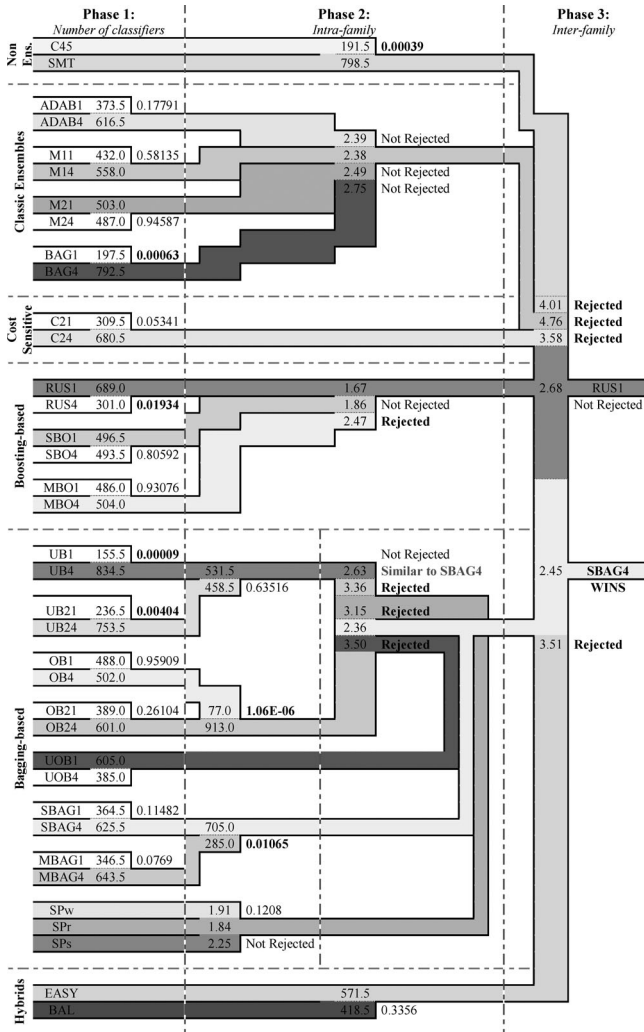 Phase 1: Phase 2: Phase 3:
Number of classifiers Intra-family Inter-family
Non Ens.
C45 191.5 0.00039
SMT 798.5
Classic Ensembles
ADAB1 373.5 0.17791
ADAB4 616.5
2.39 Not Rejected
M11 432.0 0.58135 2.38
M14 558.0 2.49 Not Rejected
2.75 Not Rejected
M21 503.0
M24 487.0 0.94587
BAG1 197.5 0.00063
BAG4 792.5
Cost Sensitive
4.01 Rejected
C21 309.5 0.05341 4.76 Rejected
C24 680.5 3.58 Rejected
Boosting-based
RUS1 689.0 1.67 2.68 RUS1
RUS4 301.0 0.01934 1.86 Not Rejected Not Rejected
2.47 Rejected
SBO1 496.5
SBO4 493.5 0.80592
MBO1 486.0 0.93076
MBO4 504.0
Bagging-based
UB1 155.5 0.00009 Not Rejected
UB4 834.5 531.5 2.63 Similar to SBAG4 2.45 SBAG4
458.5 0.63516 3.36 Rejected WINS
UB21 236.5 0.00404 3.15 Rejected
UB24 753.5 2.36
3.50 Rejected 3.51 Rejected
OB1 488.0 0.95909
OB4 502.0
OB21 389.0 0.26104 77.0 1.06E-06
OB24 601.0 913.0
UOB1 605.0
UOB4 385.0
SBAG1 364.5 0.11482
SBAG4 625.5 705.0
285.0 0.01065
MBAG1 346.5 0.0769
MBAG4 643.5
SPw 1.91 0.1208
SPr 1.84
SPs 2.25 Not Rejected
Hybrids
EASY 571.5
BAL 418.5 0.3356